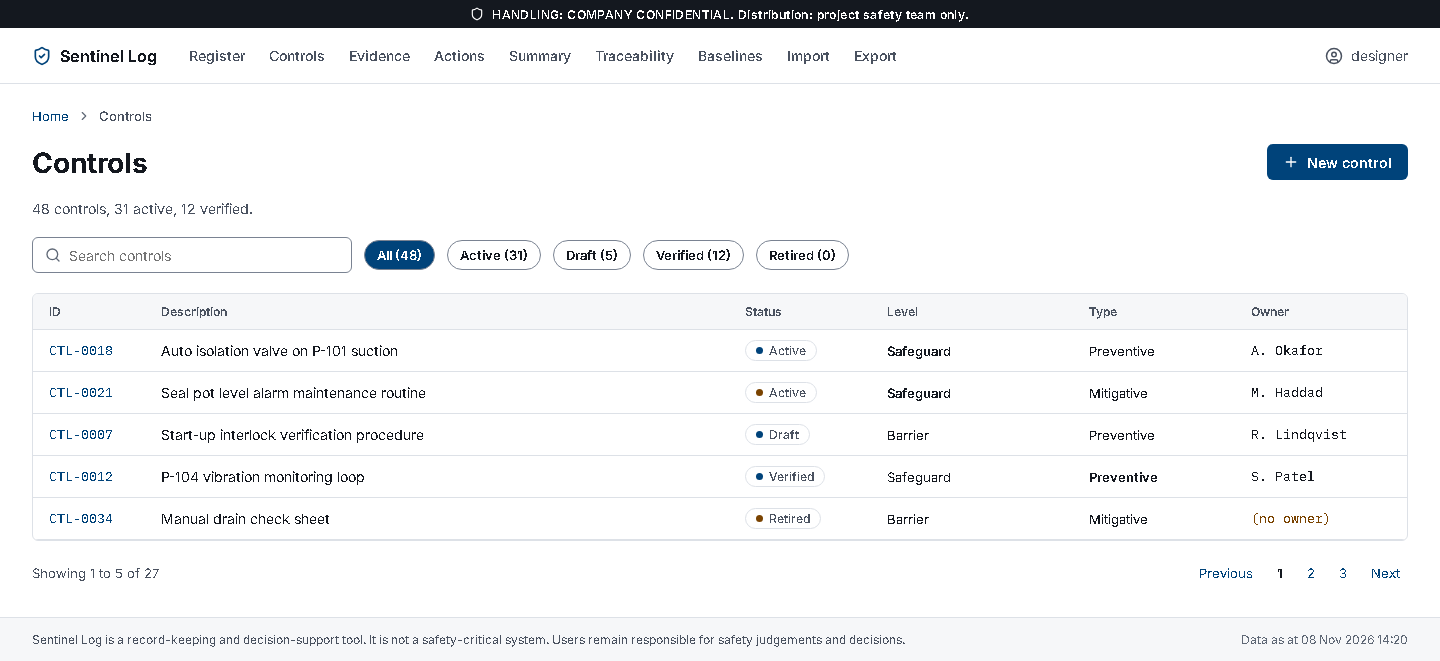 HANDLING: COMPANY CONFIDENTIAL. Distribution: project safety team only.
Sentinel Log Register Controls Evidence Actions Summary Traceability Baselines Import Export designer
Home > Controls
Controls
New control
48 controls, 31 active, 12 verified.
Search controls All (48) Active (31) Draft (5) Verified (12) Retired (0)
ID Description Status Level Type Owner
CTL-0018 Auto isolation valve on P-101 suction Active Safeguard Preventive A. Okafor
CTL-0021 Seal pot level alarm maintenance routine Active Safeguard Mitigative M. Haddad
CTL-0007 Start-up interlock verification procedure Draft Barrier Preventive R. Lindqvist
CTL-0012 P-104 vibration monitoring loop Verified Safeguard Preventive S. Patel
CTL-0034 Manual drain check sheet Retired Barrier Mitigative (no owner)
Showing 1 to 5 of 27 Previous 1 2 3 Next
Sentinel Log is a record-keeping and decision-support tool. It is not a safety-critical system. Users remain responsible for safety judgements and decisions. Data as at 08 Nov 2026 14:20